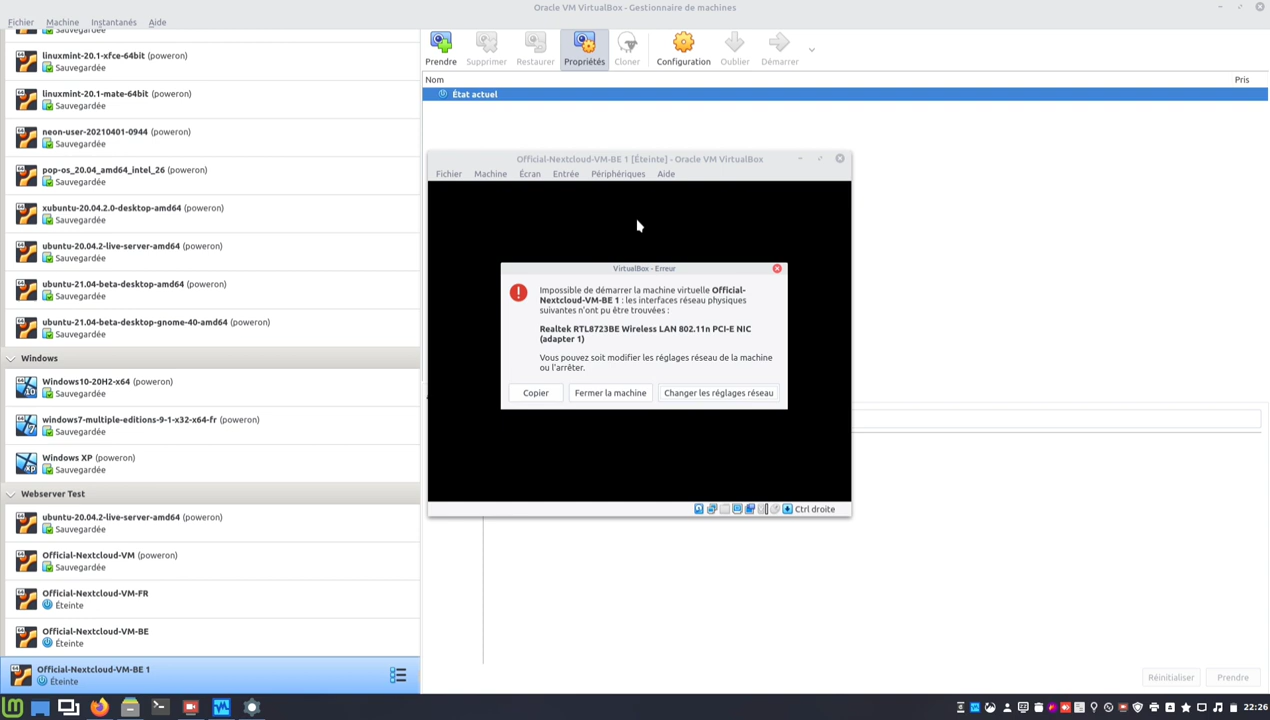 Oracle VM VirtualBox - Gestionnaire de machines
Fichier Machine Instantanés Aide
Sauvegardée
linuxmint-20.1-xfce-64bit (poweron)
Sauvegardée
linuxmint-20.1-mate-64bit (poweron)
Sauvegardée
neon-user-20210401-0944 (poweron)
Sauvegardée
pop-os_20.04_amd64_intel_26 (poweron)
Sauvegardée
xubuntu-20.04.2.0-desktop-amd64 (poweron)
Sauvegardée
ubuntu-20.04.2-live-server-amd64 (poweron)
Sauvegardée
ubuntu-21.04-beta-desktop-amd64 (poweron)
Sauvegardée
ubuntu-21.04-beta-desktop-gnome-40-amd64 (poweron)
Sauvegardée
Windows
Windows10-20H2-x64 (poweron)
Sauvegardée
windows7-multiple-editions-9-1-x32-x64-fr (poweron)
Sauvegardée
Windows XP (poweron)
Sauvegardée
Webserver Test
ubuntu-20.04.2-live-server-amd64 (poweron)
Sauvegardée
Official-Nextcloud-VM (poweron)
Sauvegardée
Official-Nextcloud-VM-FR
Éteinte
Official-Nextcloud-VM-BE
Éteinte
Official-Nextcloud-VM-BE 1
Éteinte
Prendre Supprimer Restaurer Propriétés Cloner Configuration Oublier Démarrer
Nom Pris
État actuel
Official-Nextcloud-VM-BE 1 [Éteinte] - Oracle VM VirtualBox
Fichier Machine Écran Entrée Périphériques Aide
VirtualBox - Erreur
Impossible de démarrer la machine virtuelle Official-
Nextcloud-VM-BE 1 : les interfaces réseau physiques
suivantes n'ont pu être trouvées :
Realtek RTL8723BE Wireless LAN 802.11n PCI-E NIC
(adapter 1)
Vous pouvez soit modifier les réglages réseau de la machine
ou l'arrêter.
Copier Fermer la machine Changer les réglages réseau
Ctrl droite
Réinitialiser Prendre
22:26